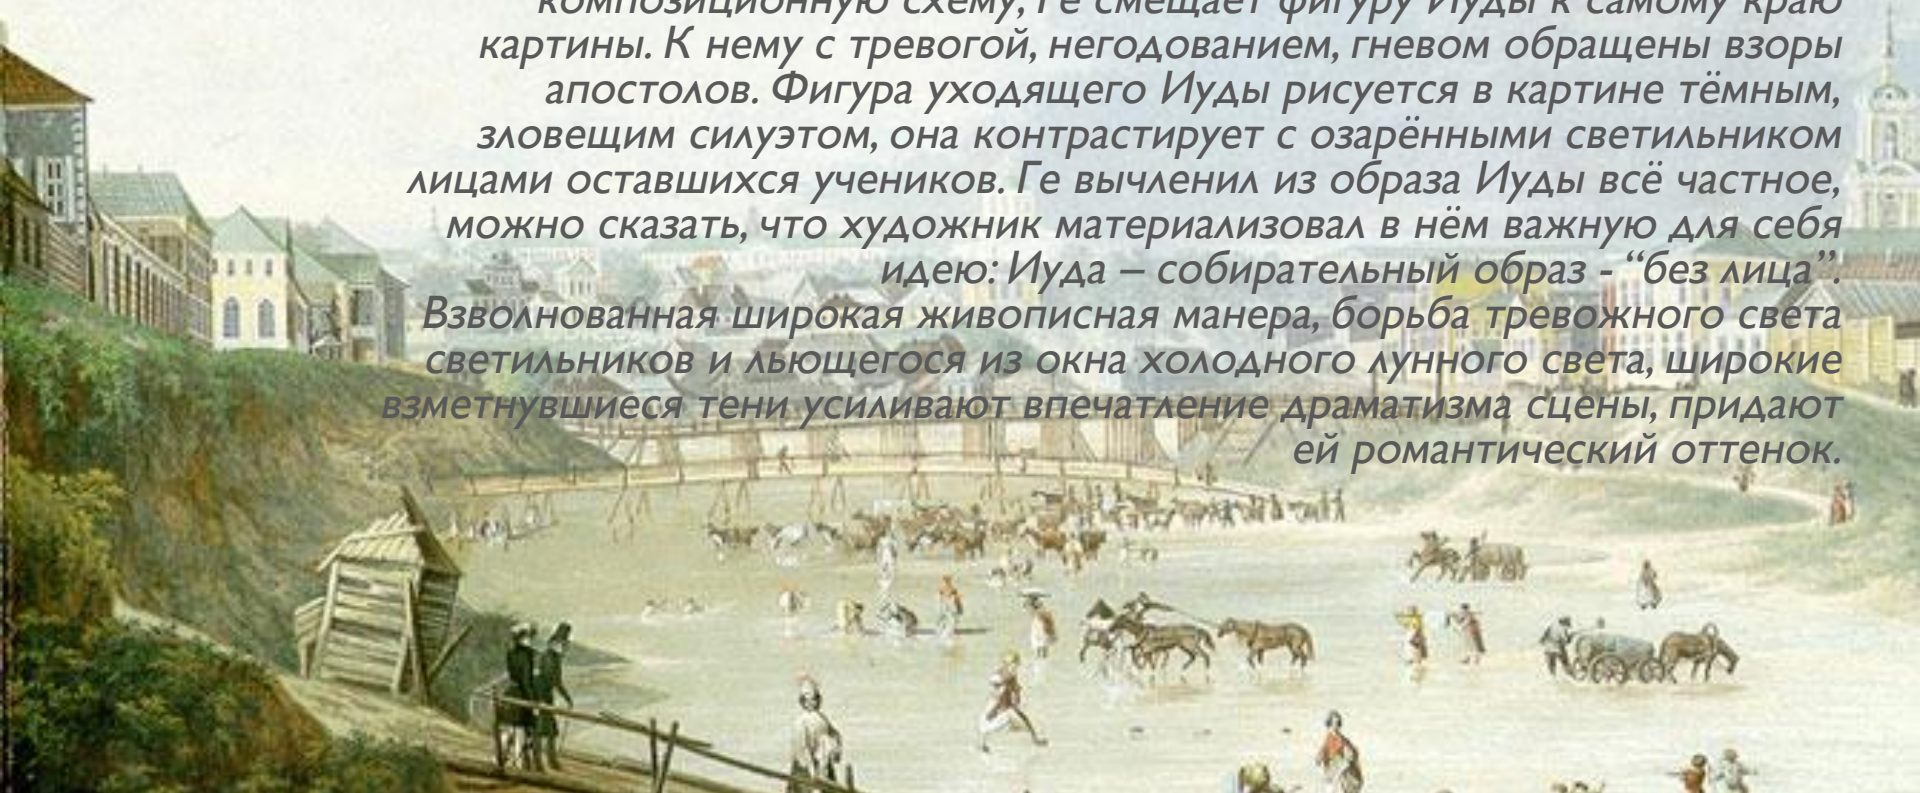 композиционную схему, Ге смещает фигуру Иуды к самому краю
картины. К нему с тревогой, негодованием, гневом обращены взоры
апостолов. Фигура уходящего Иуды рисуется в картине тёмным,
зловещим силуэтом, она контрастирует с озарёнными светильником
лицами оставшихся учеников. Ге вычленил из образа Иуды всё частное,
можно сказать, что художник материализовал в нём важную для себя
идею: Иуда – собирательный образ - “без лица”.
Взволнованная широкая живописная манера, борьба тревожного света
светильников и льющегося из окна холодного лунного света, широкие
взметнувшиеся тени усиливают впечатление драматизма сцены, придают
ей романтический оттенок.